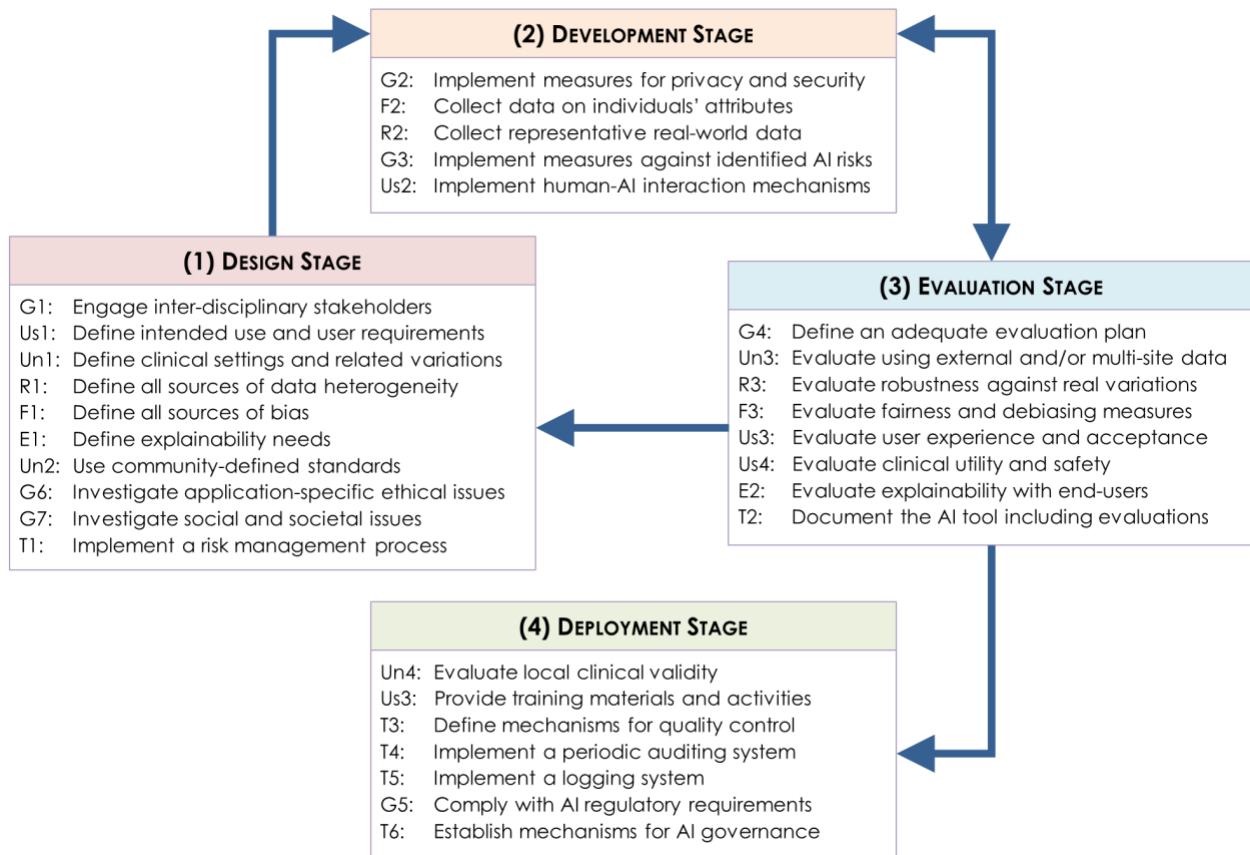 (2) DEVELOPMENT STAGE
G2: Implement measures for privacy and security
F2: Collect data on individuals' attributes
R2: Collect representative real-world data
G3: Implement measures against identified AI risks
Us2: Implement human-AI interaction mechanisms
(1) DESIGN STAGE
G1: Engage inter-disciplinary stakeholders
Us1: Define intended use and user requirements
Un1: Define clinical settings and related variations
R1: Define all sources of data heterogeneity
F1: Define all sources of bias
E1: Define explainability needs
Un2: Use community-defined standards
G6: Investigate application-specific ethical issues
G7: Investigate social and societal issues
T1: Implement a risk management process
(3) EVALUATION STAGE
G4: Define an adequate evaluation plan
Un3: Evaluate using external and/or multi-site data
R3: Evaluate robustness against real variations
F3: Evaluate fairness and debiasing measures
Us3: Evaluate user experience and acceptance
Us4: Evaluate clinical utility and safety
E2: Evaluate explainability with end-users
T2: Document the AI tool including evaluations
(4) DEPLOYMENT STAGE
Un4: Evaluate local clinical validity
Us3: Provide training materials and activities
T3: Define mechanisms for quality control
T4: Implement a periodic auditing system
T5: Implement a logging system
G5: Comply with AI regulatory requirements
T6: Establish mechanisms for AI governance